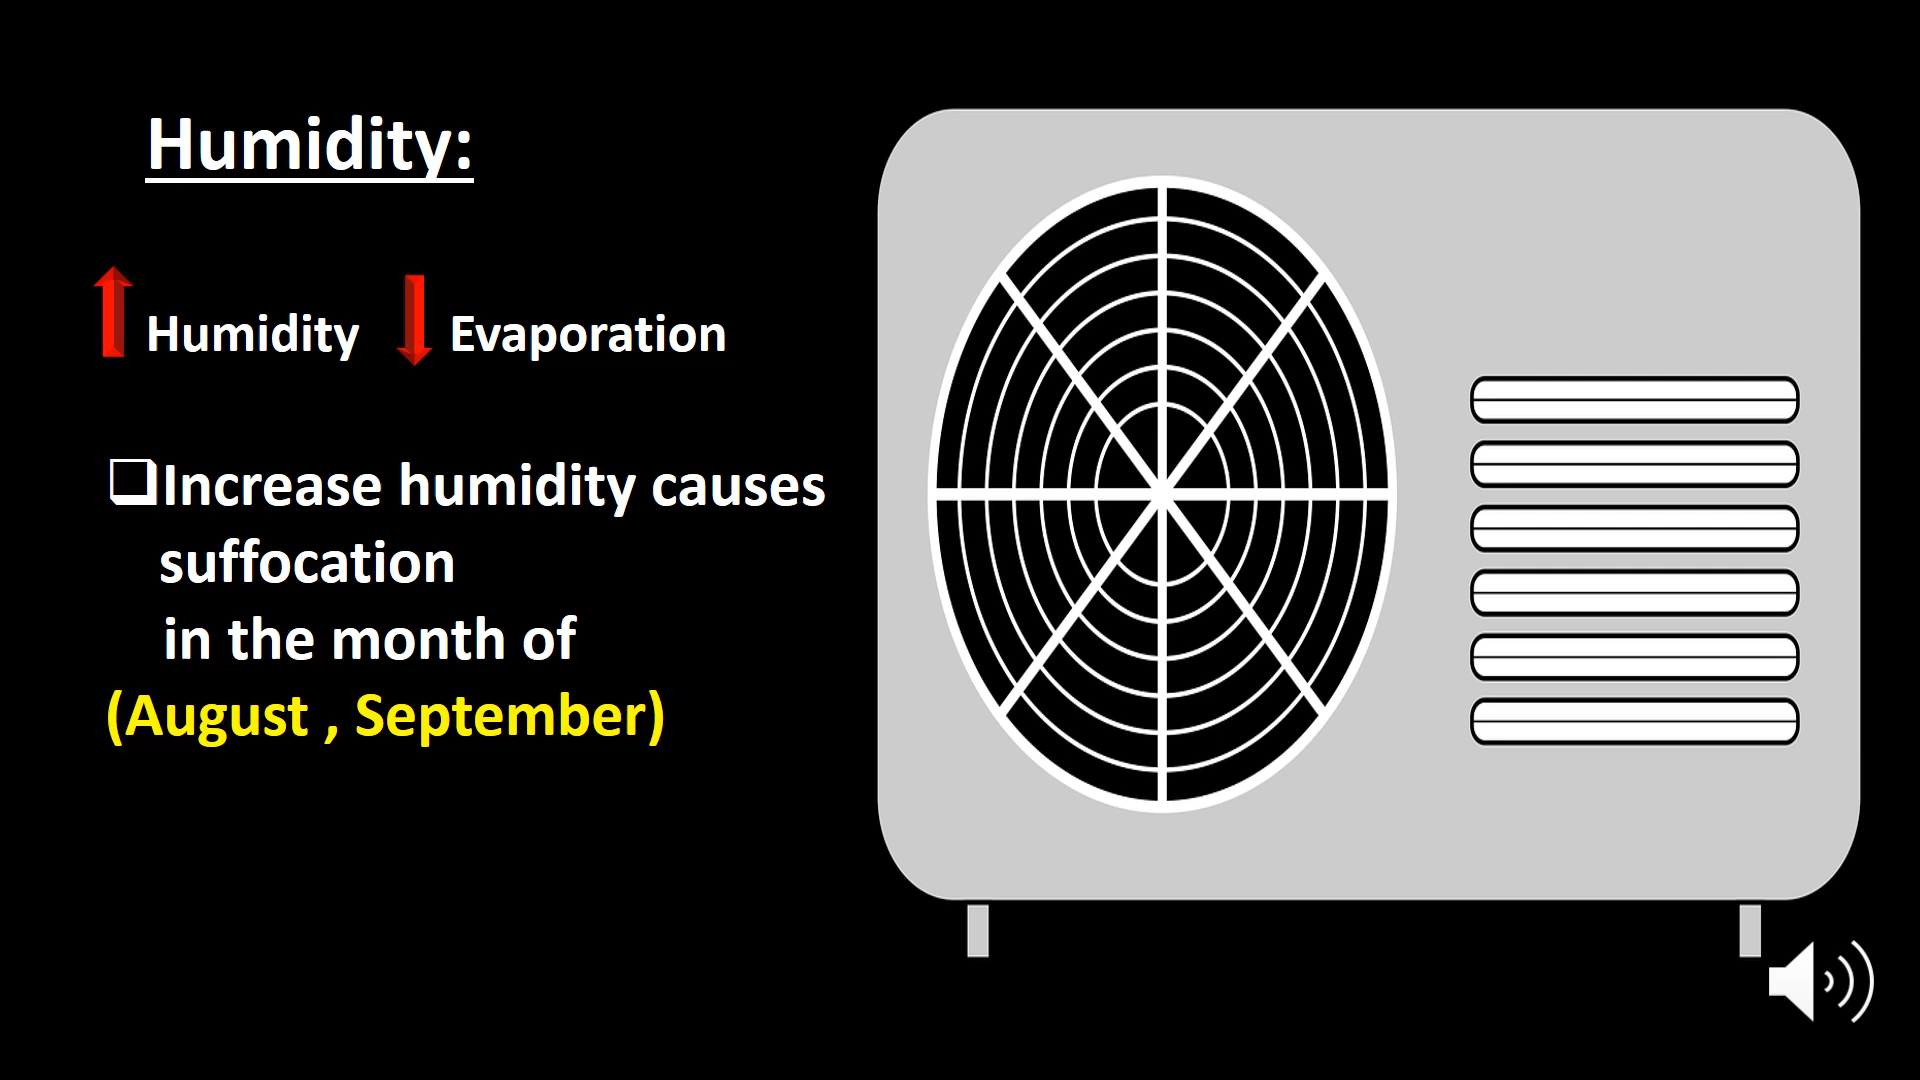 Humidity:
Humidity Evaporation
Increase humidity causes
suffocation
in the month of
(August , September)